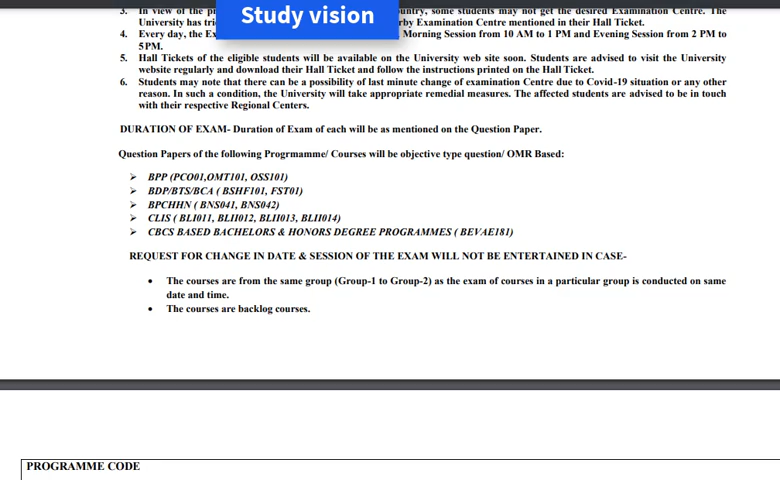 Study vision
3. In view of the ountry, some students may not get the desired Examination Centre. The
University has rby Examination Centre mentioned in their Hall Ticket.
4. Every day, the Morning Session from 10 AM to 1 PM and Evening Session from 2 PM to
5PM.
5. Hall Tickets of the eligible students will be available on the University web site soon. Students are advised to visit the University
website regularly and download their Hall Ticket and follow the instructions printed on the Hall Ticket.
6. Students may note that there can be a possibility of last minute change of examination Centre due to Covid-19 situation or any other
reason. In such a condition, the University will take appropriate remedial measures. The affected students are advised to be in touch
with their respective Regional Centers.
DURATION OF EXAM- Duration of Exam of each will be as mentioned on the Question Paper.
Question Papers of the following Progrmamme/ Courses will be objective type question/ OMR Based:
➢ BPP (PCO01,OMT101, OSS101)
➢ BDP/BTS/BCA ( BSHF101, FST01)
➢ BPCHHN ( BNS041, BNS042)
➢ CLIS ( BLI011, BLII012, BLII013, BLII014)
➢ CBCS BASED BACHELORS & HONORS DEGREE PROGRAMMES ( BEVAE181)
REQUEST FOR CHANGE IN DATE & SESSION OF THE EXAM WILL NOT BE ENTERTAINED IN CASE-
• The courses are from the same group (Group-1 to Group-2) as the exam of courses in a particular group is conducted on same
date and time.
• The courses are backlog courses.
PROGRAMME CODE